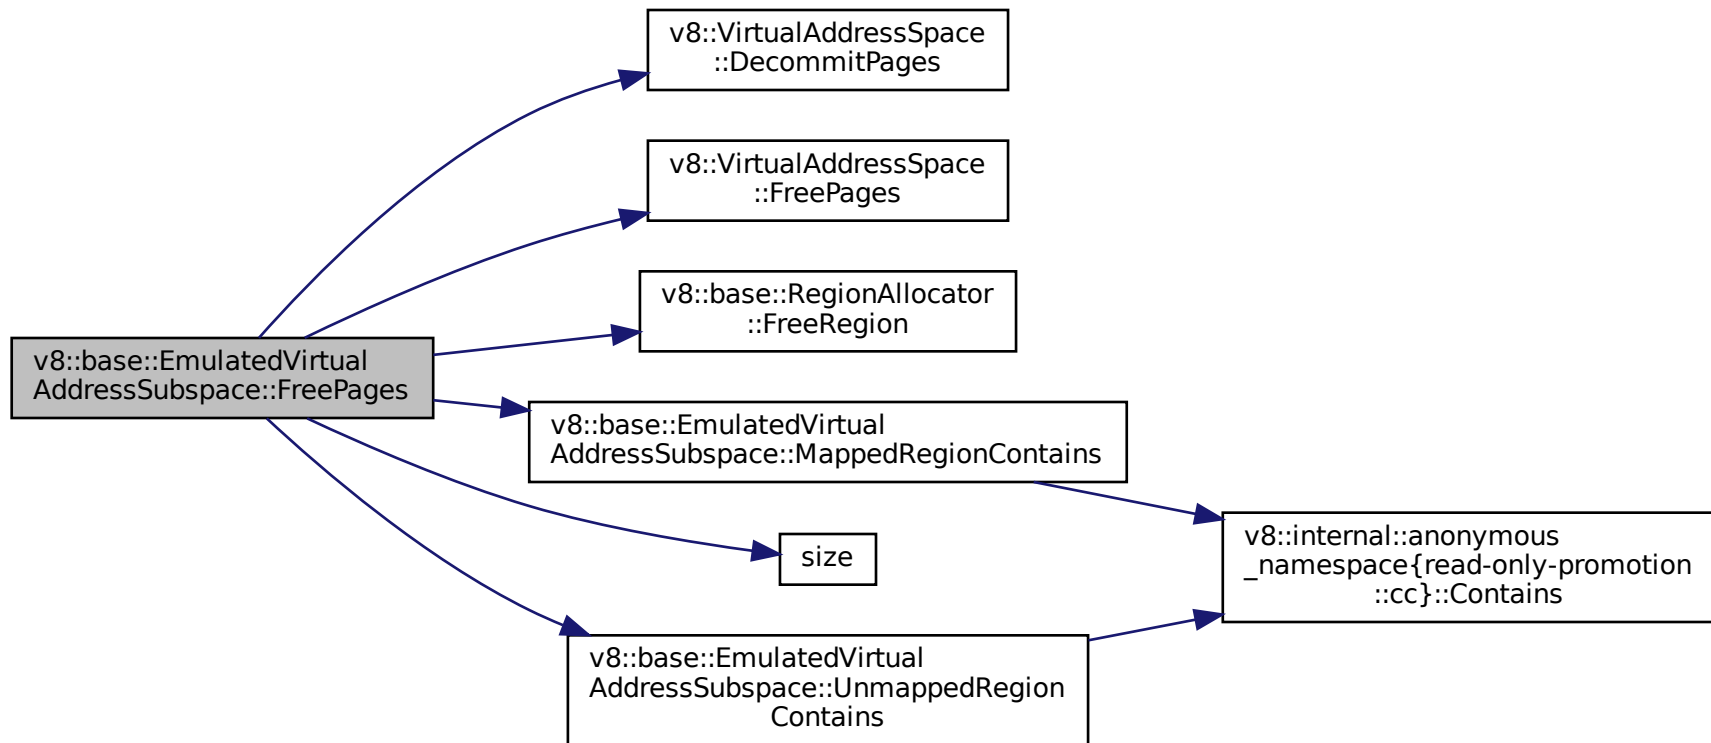 v8::VirtualAddressSpace
::DecommitPages
v8::VirtualAddressSpace
::FreePages
v8::base::RegionAllocator
::FreeRegion
v8::base::EmulatedVirtual
AddressSubspace::FreePages
v8::base::EmulatedVirtual
AddressSubspace::MappedRegionContains
size
v8::internal::anonymous
_namespace{read-only-promotion
::cc}::Contains
v8::base::EmulatedVirtual
AddressSubspace::UnmappedRegion
Contains